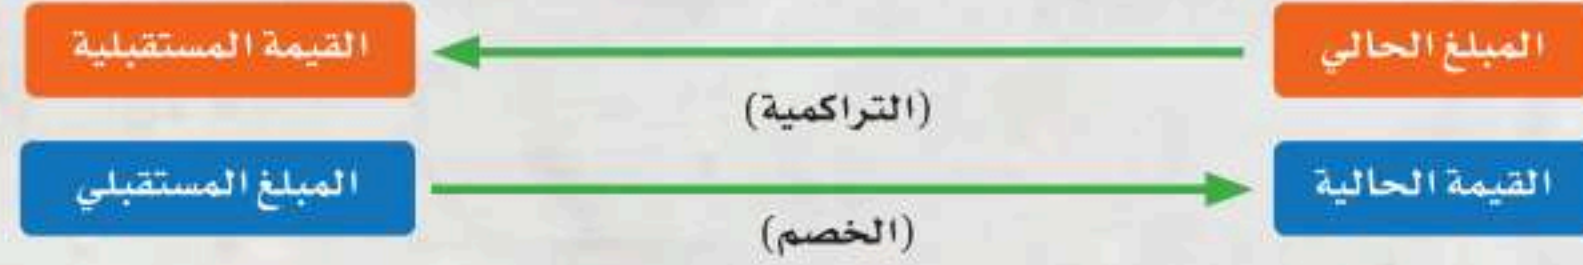 المبلغ الحالي
القيمة المستقبلية
(التراكمية)
القيمة الحالية
المبلغ المستقبلي
(الخصم)